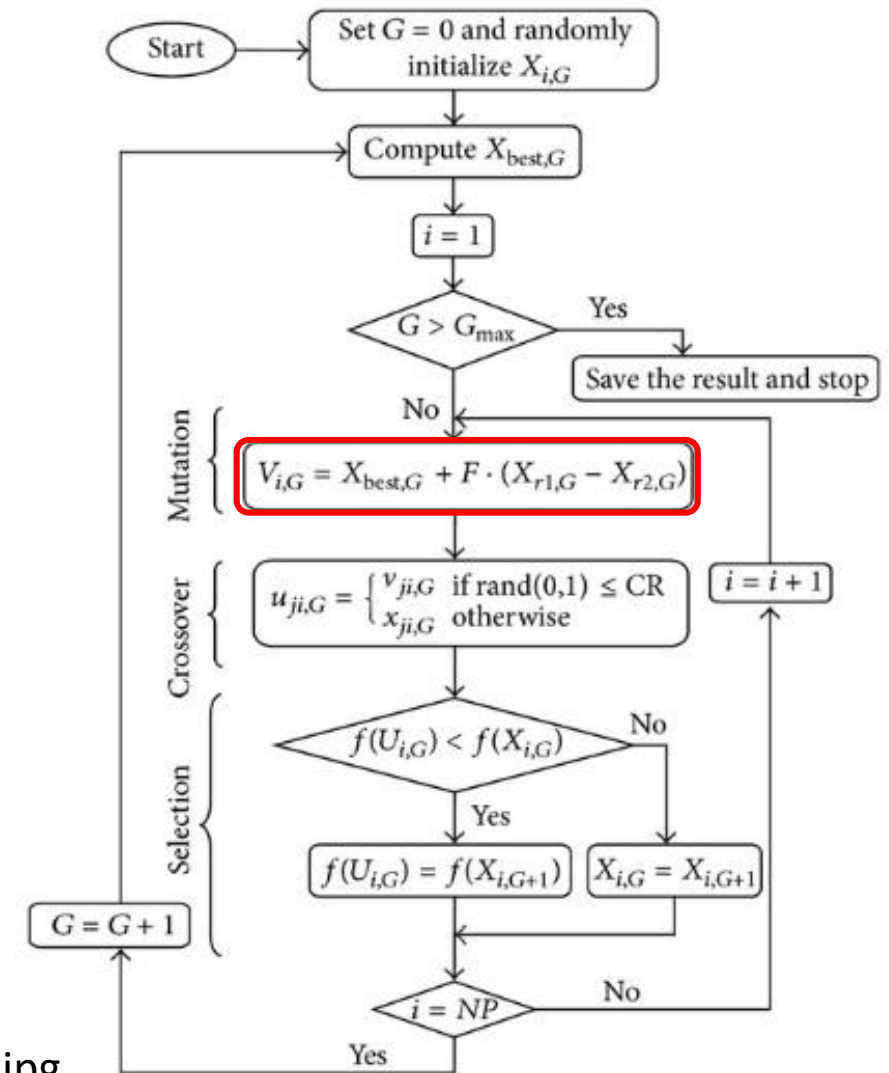 Start
Set G = 0 and randomly
initialize X_{i,G}
Compute X_{best,G}
i = 1
G > G_{max}
Yes
Save the result and stop
No
Mutation
V_{i,G} = X_{best,G} + F · (X_{r1,G} − X_{r2,G})
Crossover
u_{ji,G} = { v_{ji,G} if rand(0,1) ≤ CR
x_{ji,G} otherwise
i = i + 1
Selection
f(U_{i,G}) < f(X_{i,G})
No
Yes
f(U_{i,G}) = f(X_{i,G+1})
X_{i,G} = X_{i,G+1}
G = G + 1
i = NP
No
Yes